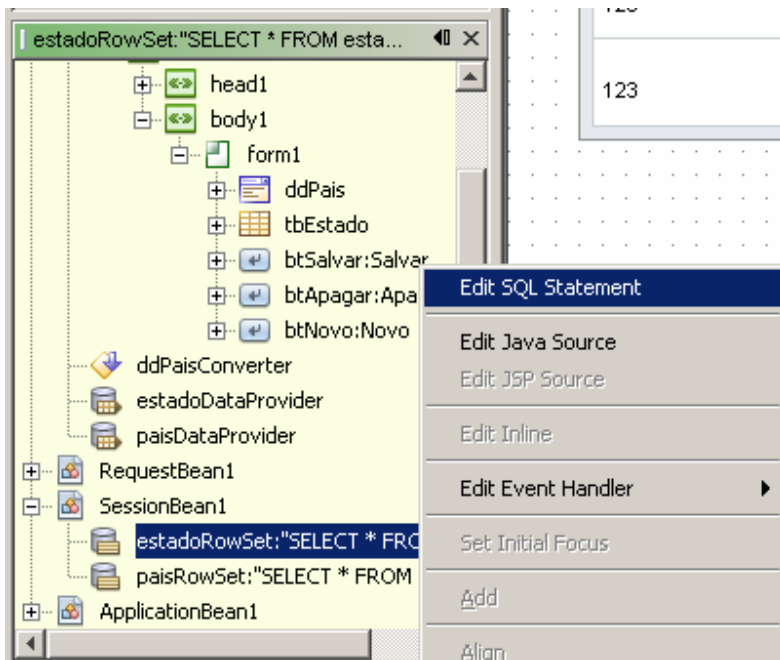 estadoRowSet:"SELECT * FROM esta...
head1
body1
form1
ddPais
tbEstado
btSalvar:Salvar
btApagar:Apa
btNovo:Novo
ddPaisConverter
estadoDataProvider
paisDataProvider
RequestBean1
SessionBean1
estadoRowSet:"SELECT * FRO
paisRowSet:"SELECT * FROM
ApplicationBean1
123
123
Edit SQL Statement
Edit Java Source
Edit JSP Source
Edit Inline
Edit Event Handler
Set Initial Focus
Add
Align